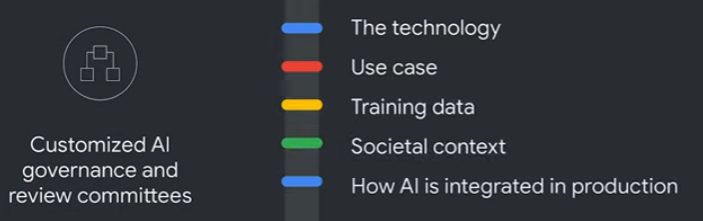 Customized AI
governance and
review committees
The technology
Use case
Training data
Societal context
How AI is integrated in production